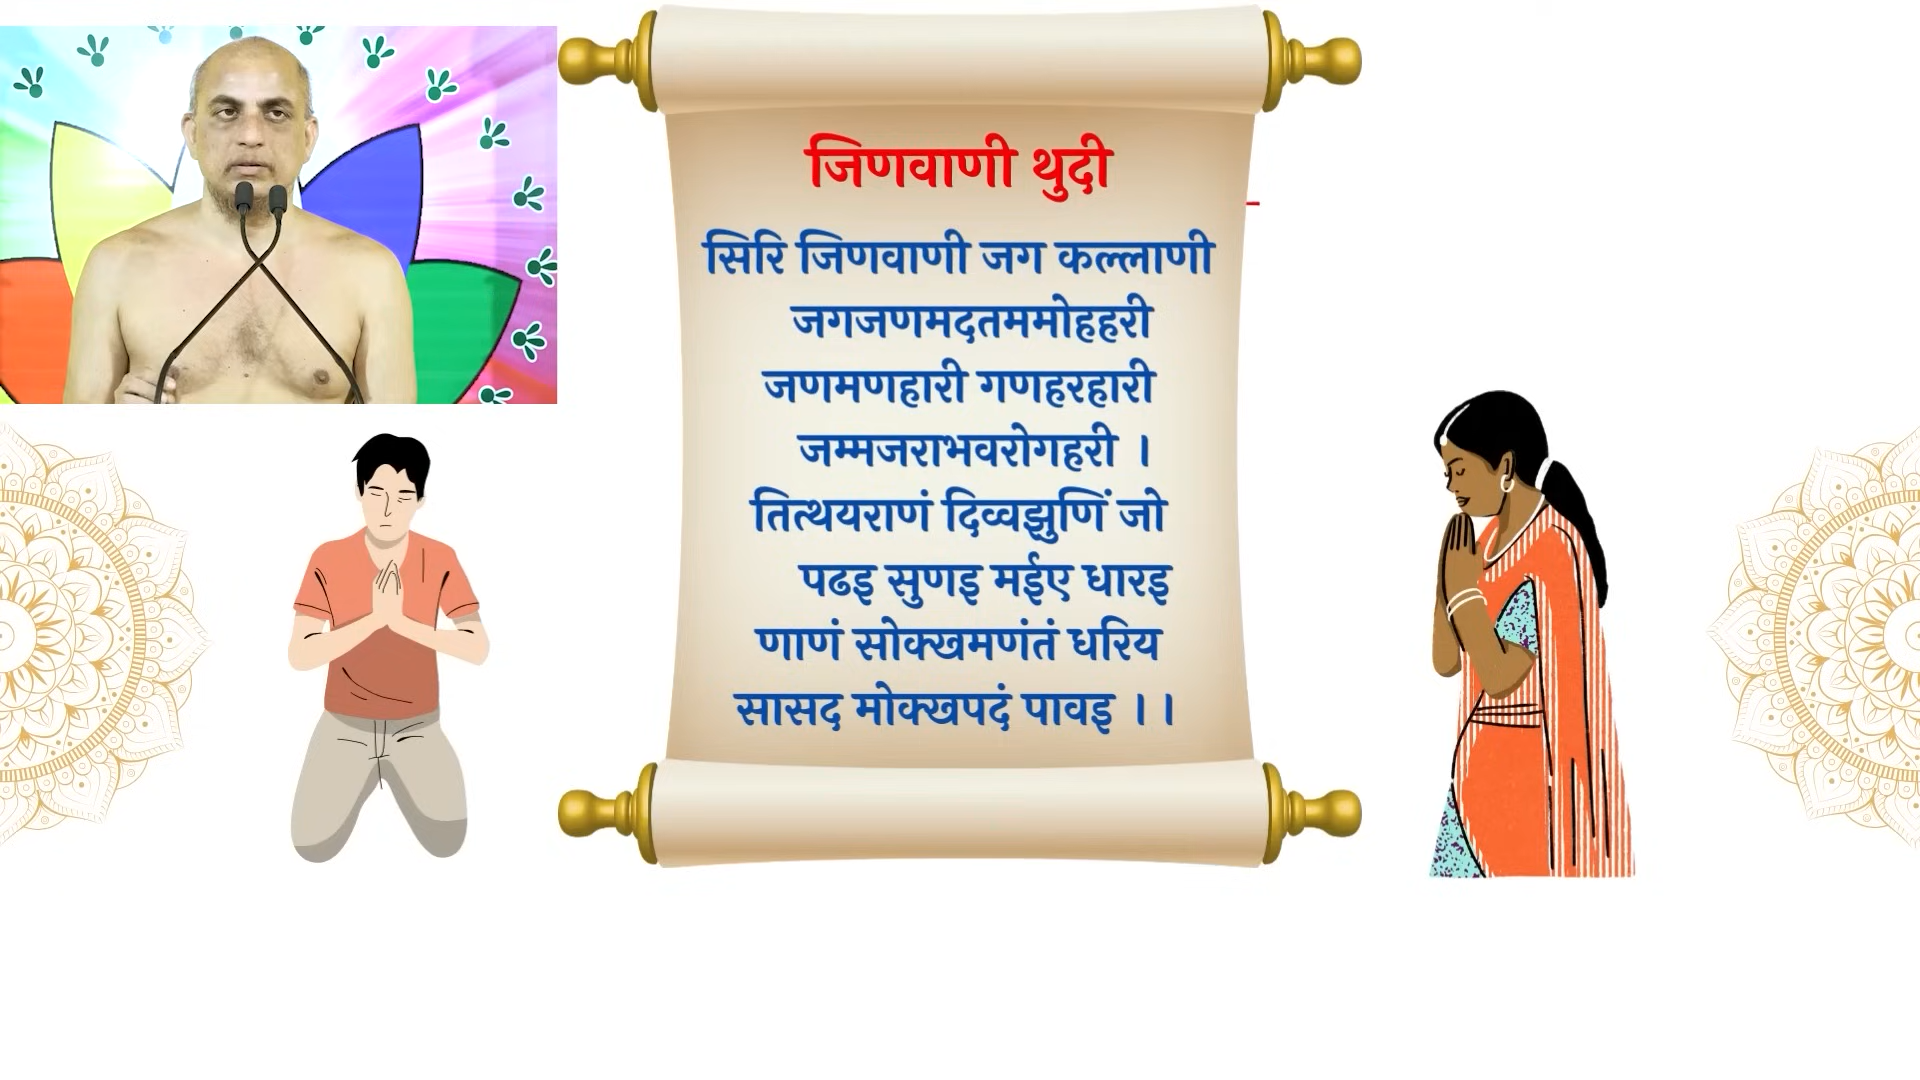 जिणवाणी थुदी
सिरि जिणवाणी जग कल्लाणी
जगजणमदतममोहहरी
जणमणहारी गणहरहारी
जम्मजराभवरोगहरी ।
तित्थयराणं दिव्वझुणिं जो
पढइ सुणइ मईए धारइ
णाणं सोक्खमणंतं धरिय
सासद मोक्खपदं पावइ ।।